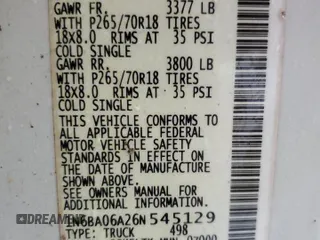 GAWR FR. 3377 LB
WITH P265/70R18 TIRES
18x8.0 RIMS AT 35 PSI
COLD SINGLE
GAWR RR. 3800 LB
WITH P265/70R18 TIRES
18x8.0 RIMS AT 35 PSI
COLD SINGLE
THIS VEHICLE CONFORMS TO
ALL APPLICABLE FEDERAL
MOTOR VEHICLE SAFETY
STANDARDS IN EFFECT ON
THE DATE OF MANUFACTURE
SHOWN ABOVE.
SEE OWNERS MANUAL FOR
ADDITIONAL INFORMATION.
1N6BA06A26N545129
TYPE: TRUCK 498
DREAMERS